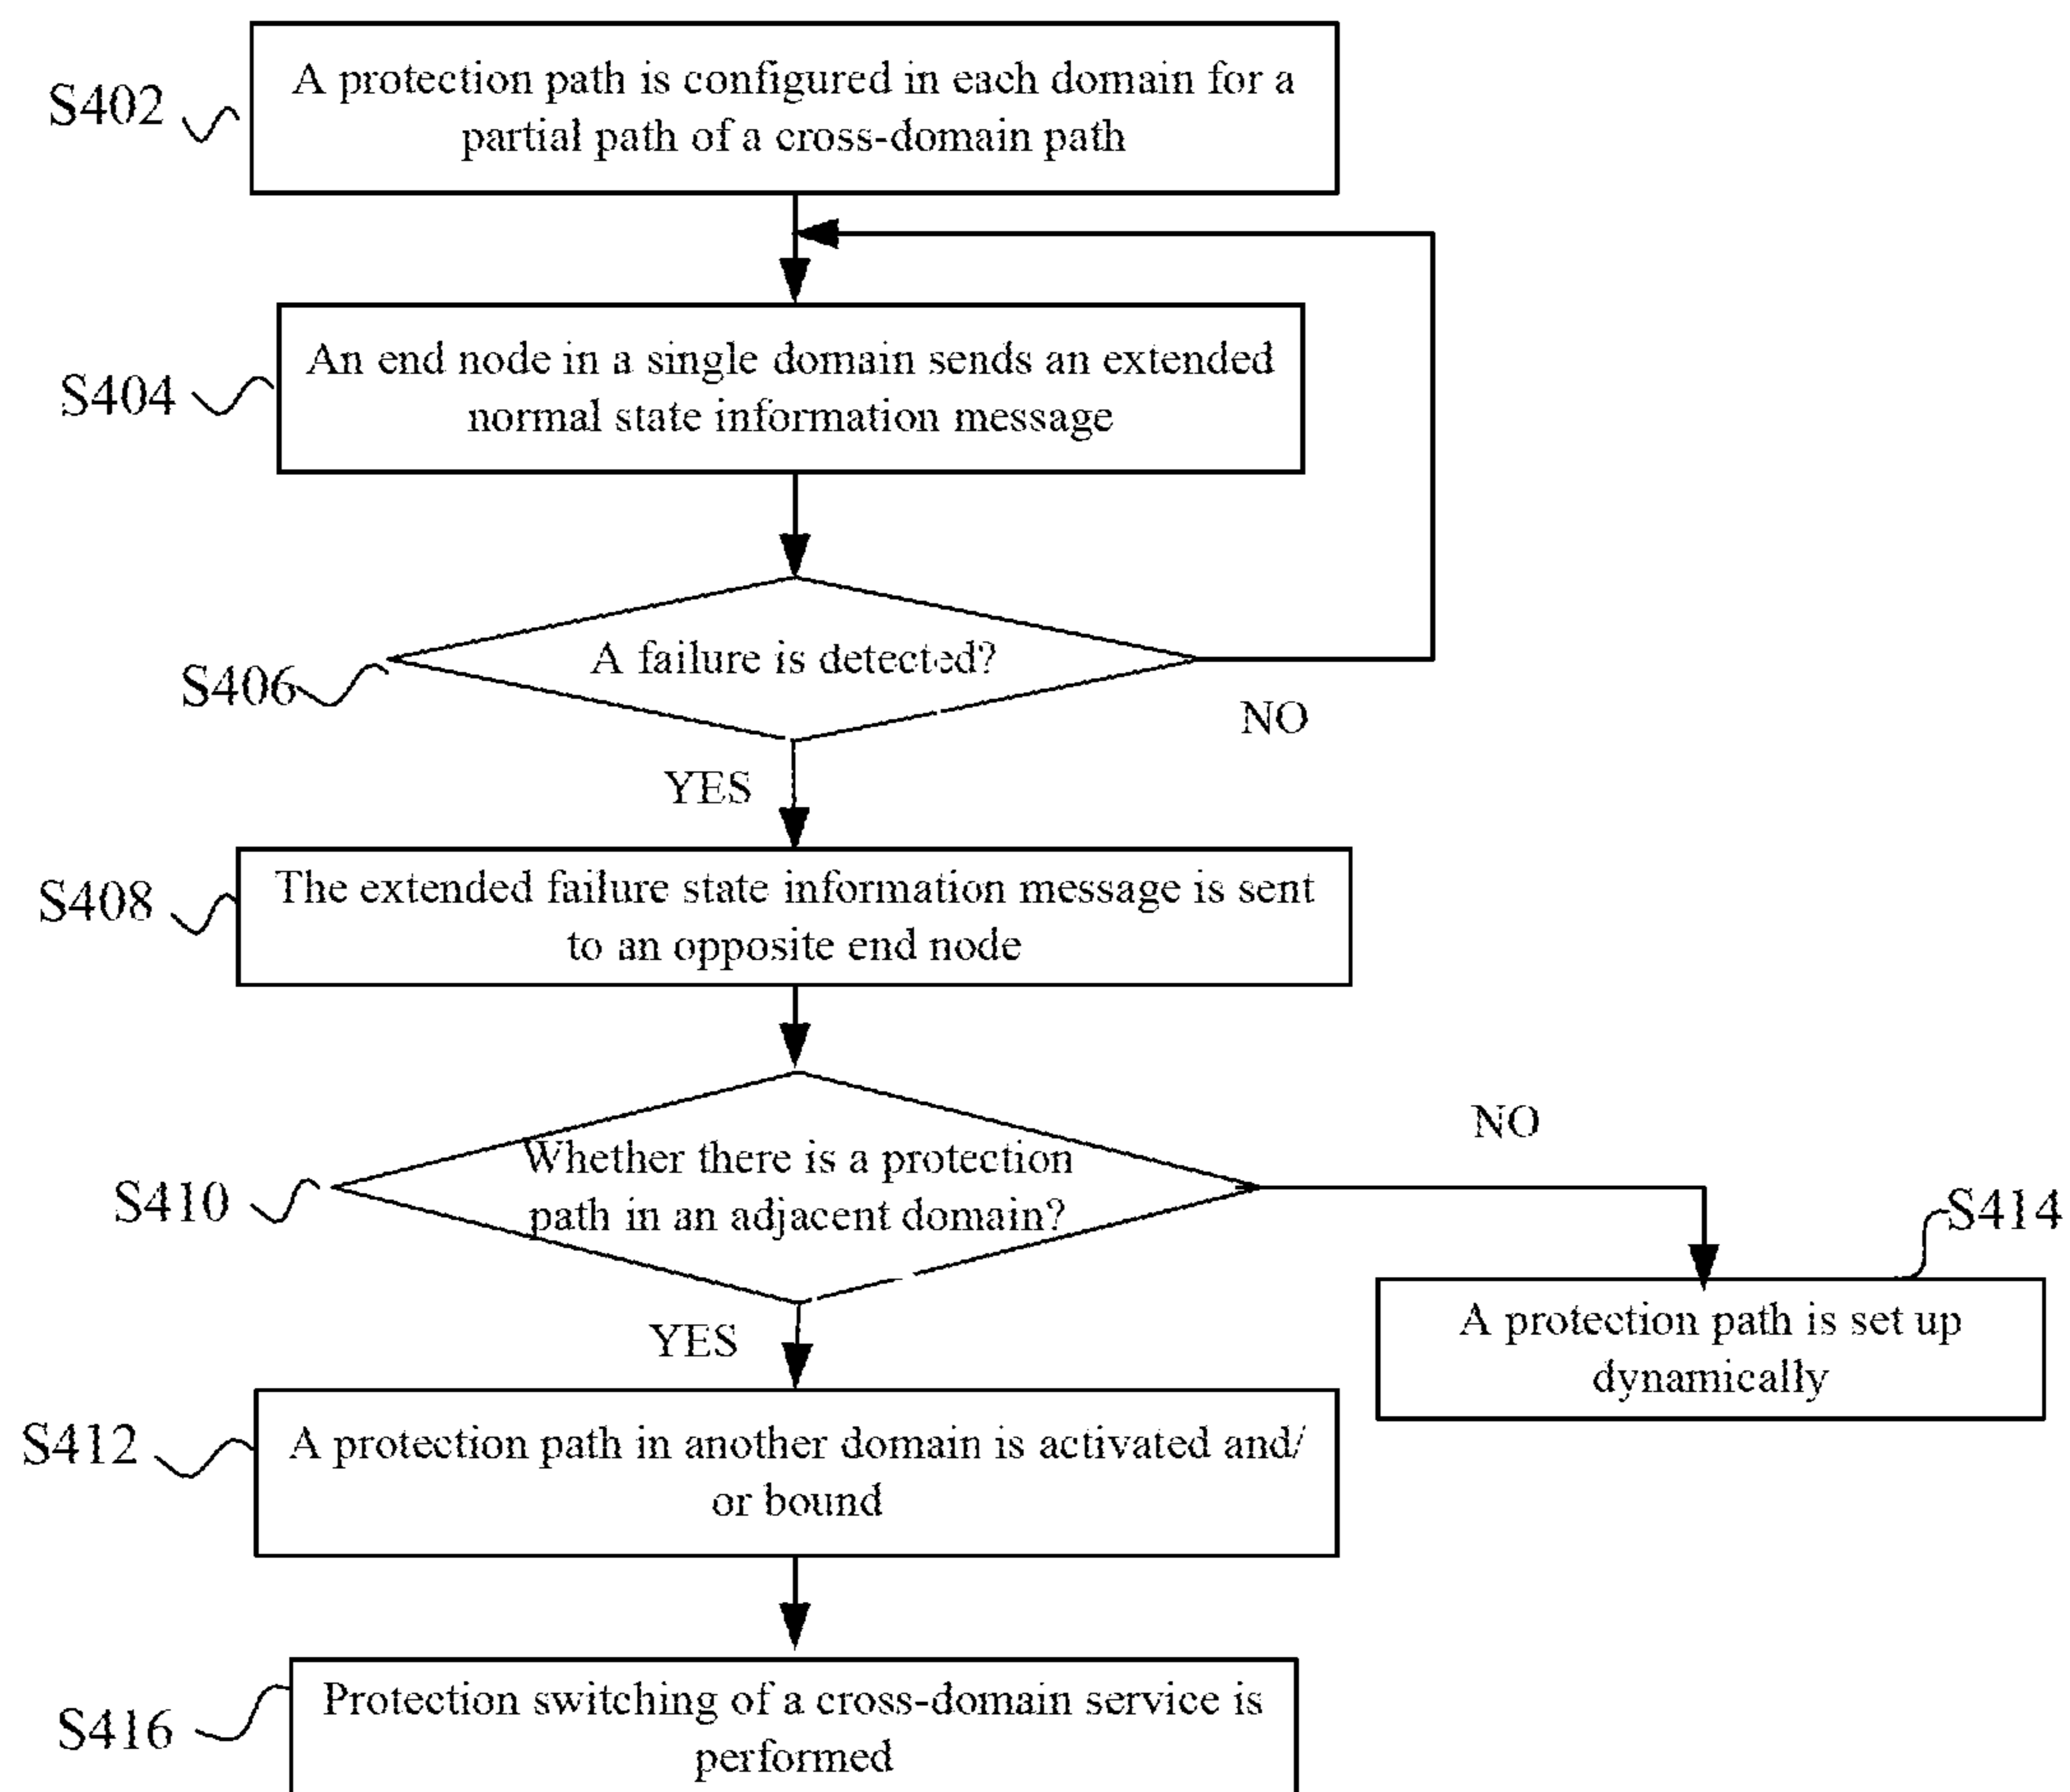 S402
A protection path is configured in each domain for a
partial path of a cross-domain path
S404
An end node in a single domain sends an extended
normal state information message
S406
A failure is detected?
NO
YES
S408
The extended failure state information message is sent
to an opposite end node
S410
Whether there is a protection
path in an adjacent domain?
NO
S414
A protection path is set up
dynamically
YES
S412
A protection path in another domain is activated and/
or bound
S416
Protection switching of a cross-domain service is
performed